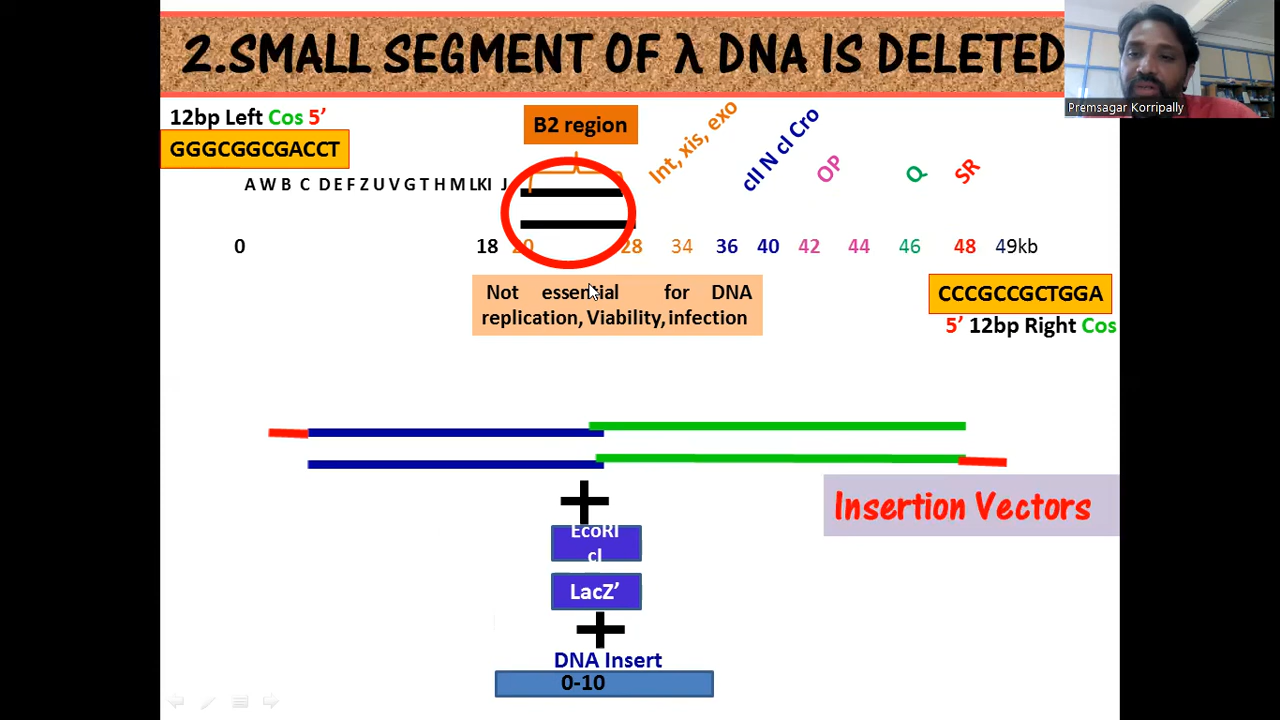 2.SMALL SEGMENT OF λ DNA IS DELETED
Premsagar Korripally
12bp Left Cos 5’
GGGCGGCGACCT
B2 region
Int, xis, exo
cII N cI Cro
OP
Q
SR
A W B C D E F Z U V G T H M LKI J
0 18 20 28 34 36 40 42 44 46 48 49kb
Not essential for DNA
replication, Viability, infection
CCCGCCGCTGGA
5’ 12bp Right Cos
Insertion Vectors
EcoRI
cI
LacZ’
DNA Insert
0-10